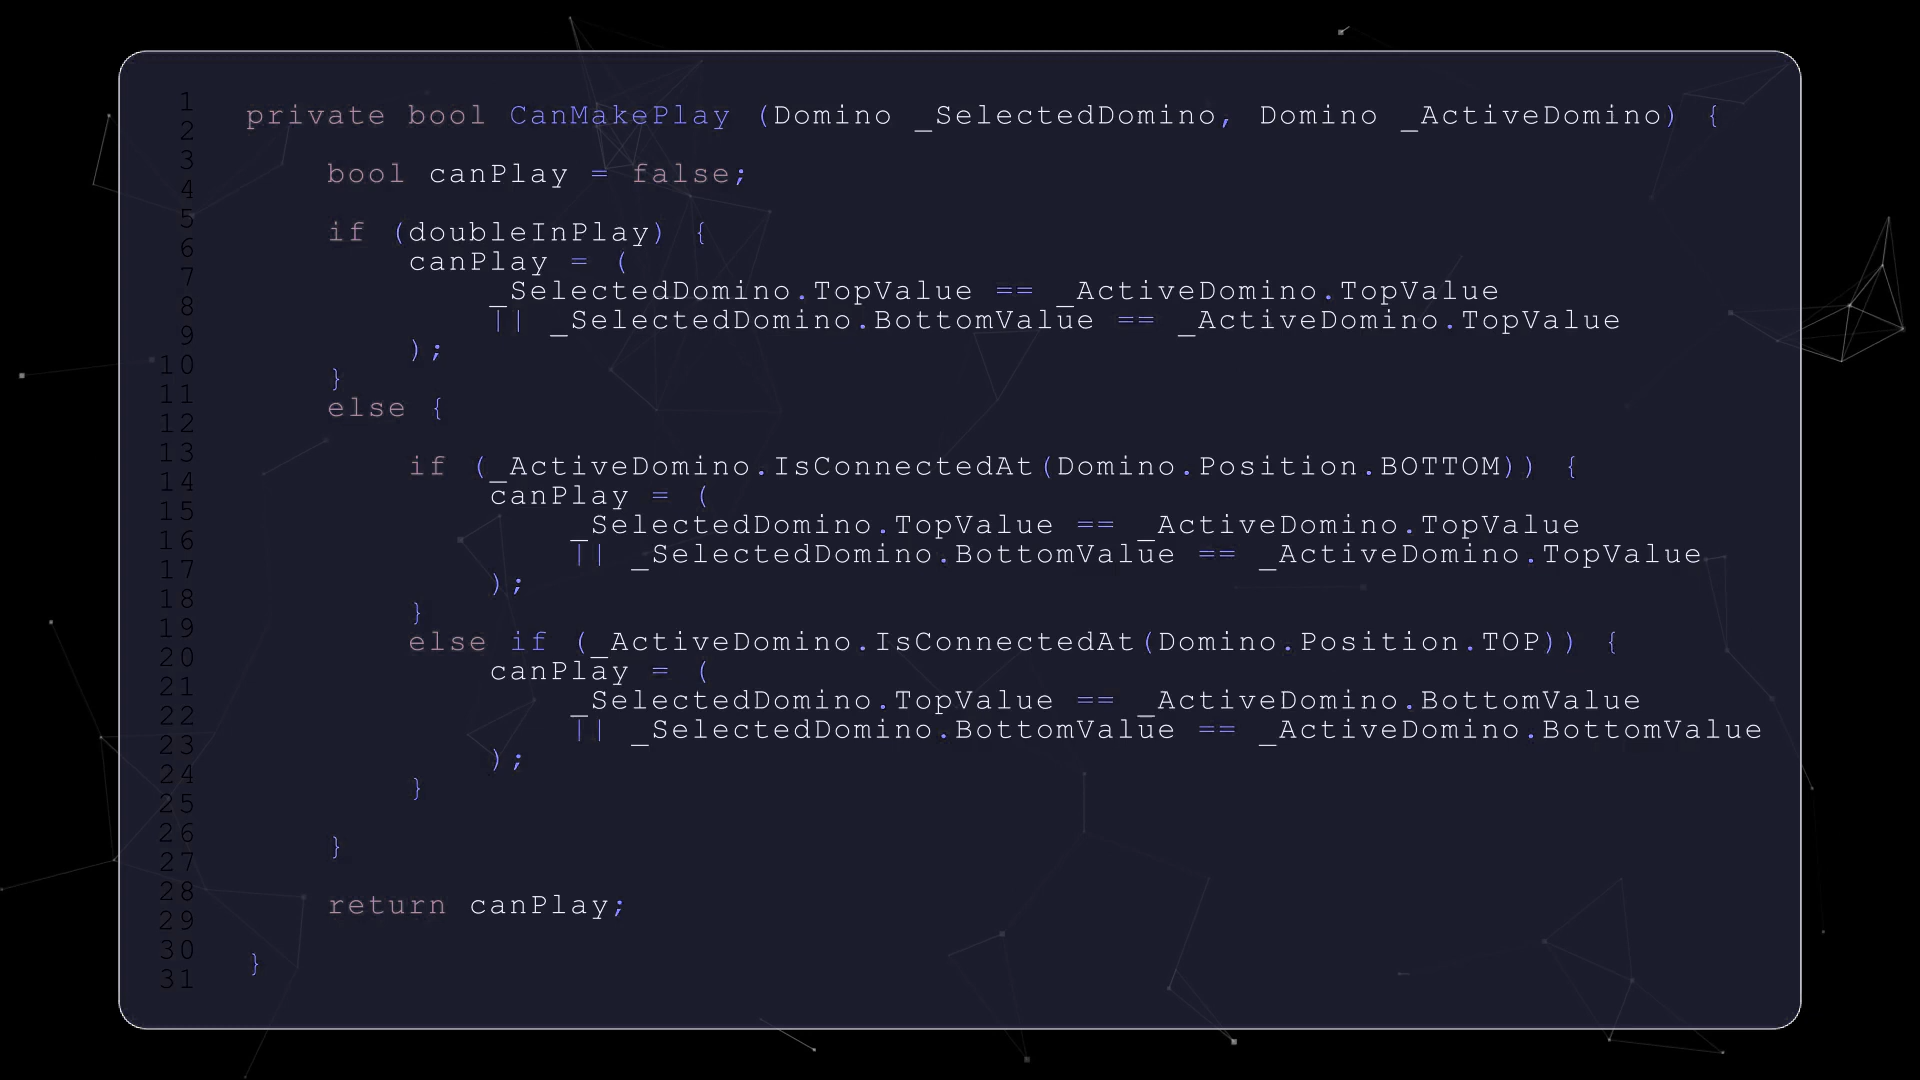 1
2
3
4
5
6
7
8
9
10
11
12
13
14
15
16
17
18
19
20
21
22
23
24
25
26
27
28
29
30
31
private bool CanMakePlay (Domino _SelectedDomino, Domino _ActiveDomino) {
bool canPlay = false;
if (doubleInPlay) {
canPlay = (
_SelectedDomino.TopValue == _ActiveDomino.TopValue
|| _SelectedDomino.BottomValue == _ActiveDomino.TopValue
);
}
else {
if (_ActiveDomino.IsConnectedAt(Domino.Position.BOTTOM)) {
canPlay = (
_SelectedDomino.TopValue == _ActiveDomino.TopValue
|| _SelectedDomino.BottomValue == _ActiveDomino.TopValue
);
}
else if (_ActiveDomino.IsConnectedAt(Domino.Position.TOP)) {
canPlay = (
_SelectedDomino.TopValue == _ActiveDomino.BottomValue
|| _SelectedDomino.BottomValue == _ActiveDomino.BottomValue
);
}
}
return canPlay;
}